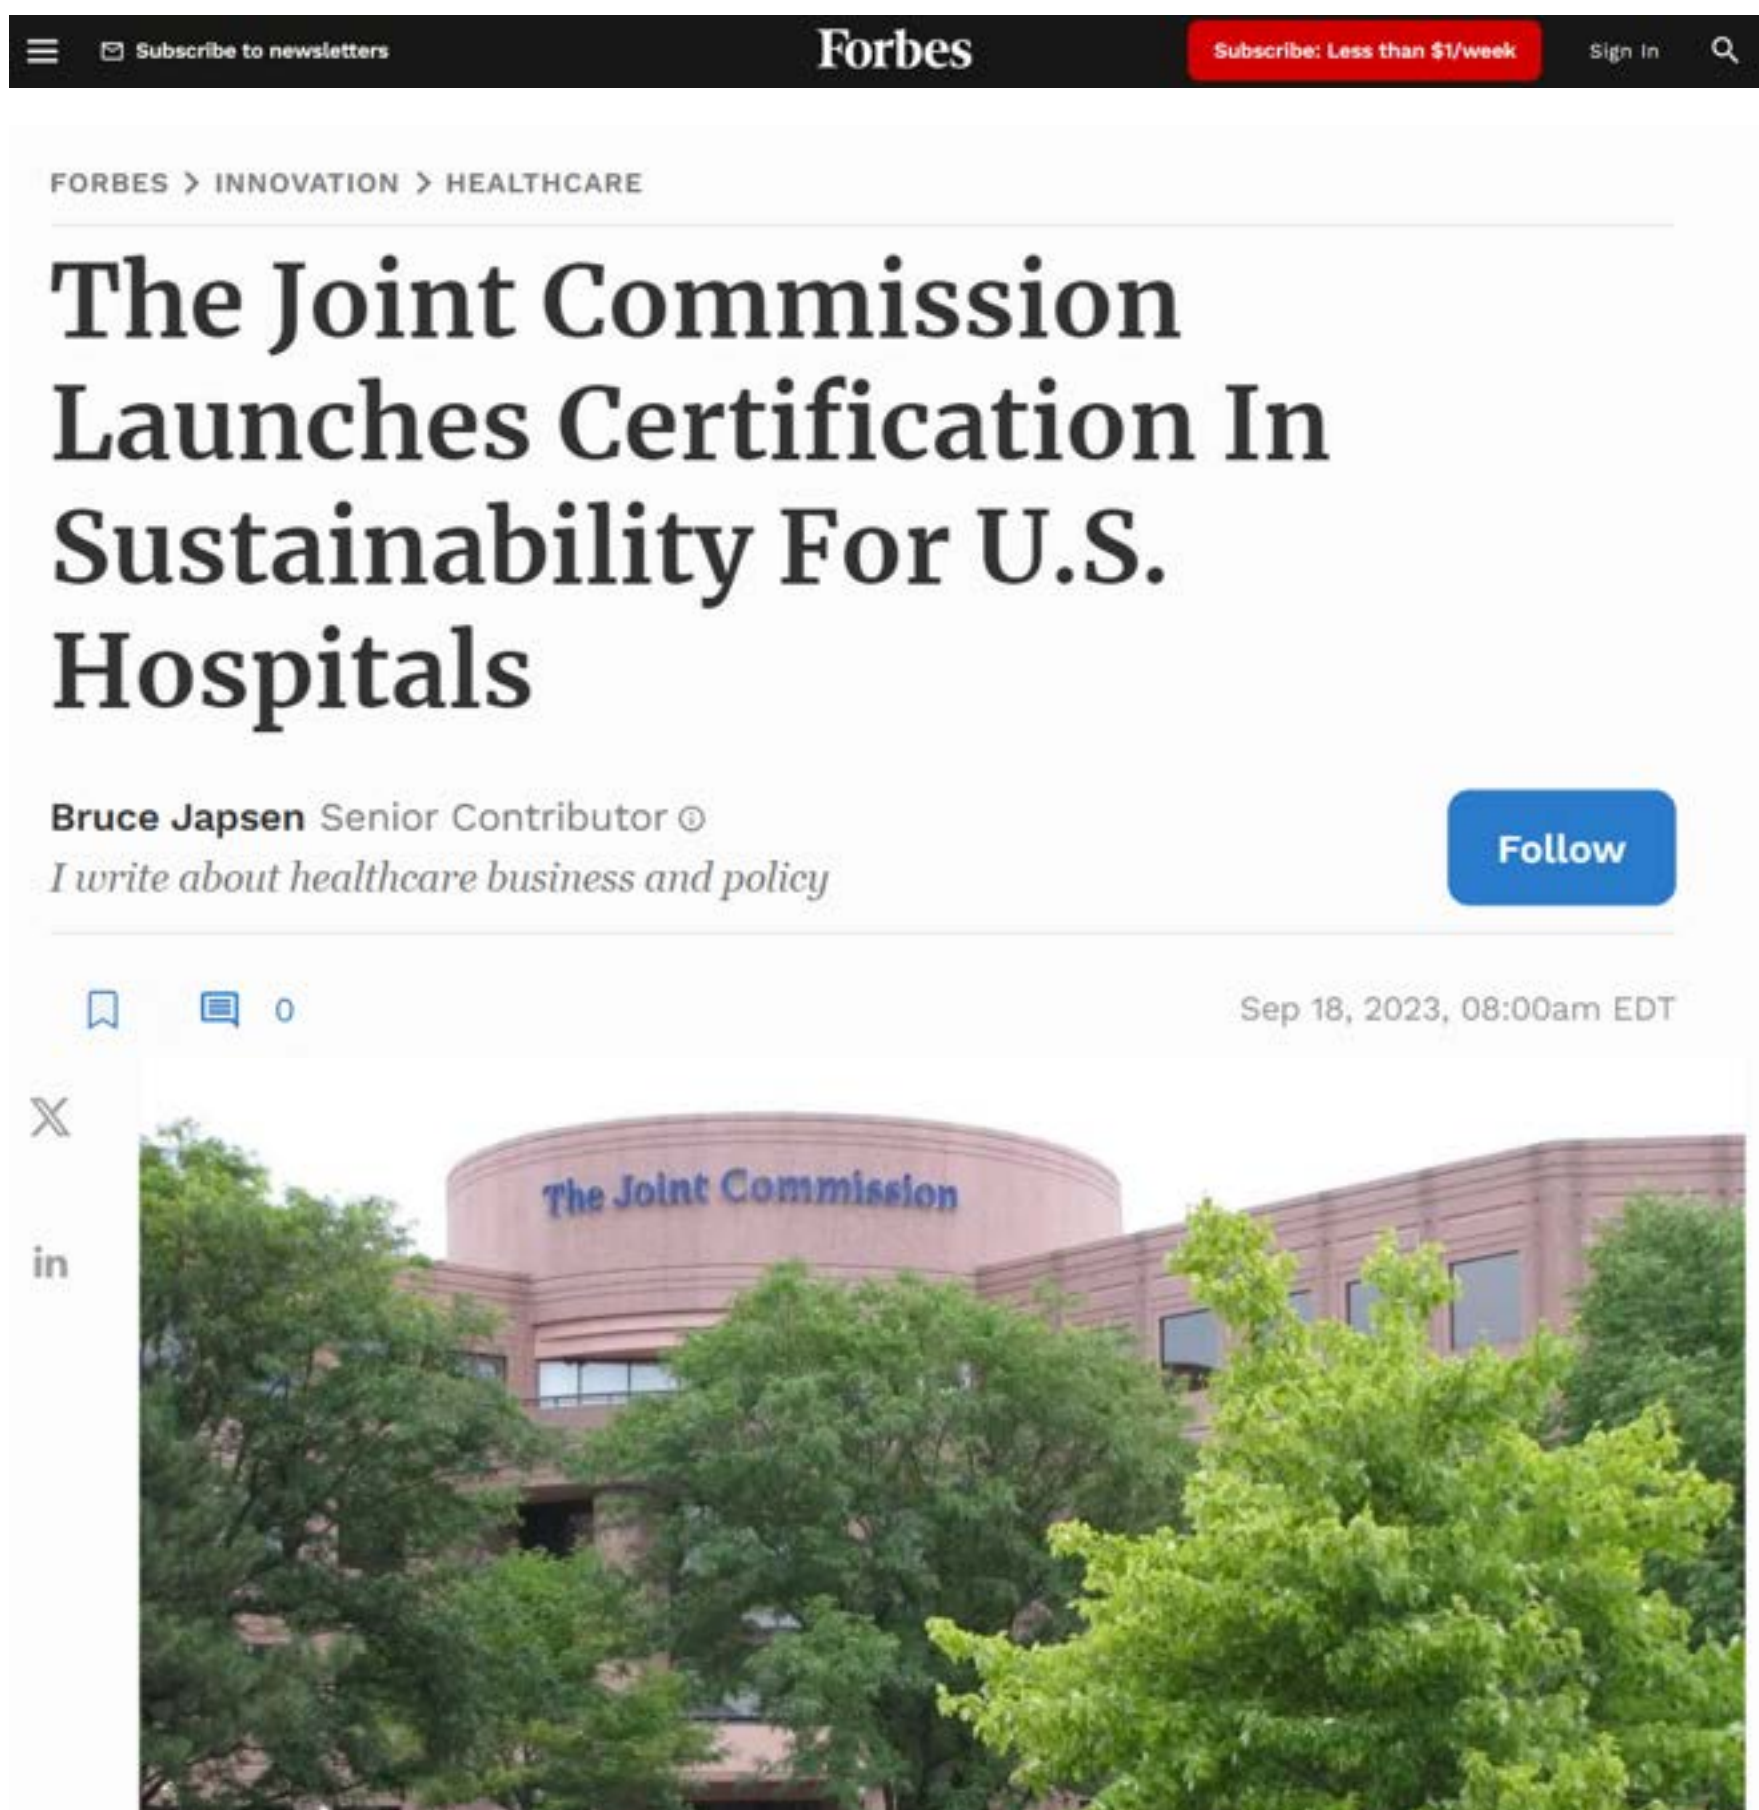 Subscribe to newsletters
Forbes
Subscribe: Less than $1/week
Sign In
FORBES > INNOVATION > HEALTHCARE
The Joint Commission
Launches Certification In
Sustainability For U.S.
Hospitals
Bruce Japsen Senior Contributor
I write about healthcare business and policy
Follow
0
Sep 18, 2023, 08:00am EDT
X
in
The Joint Commission